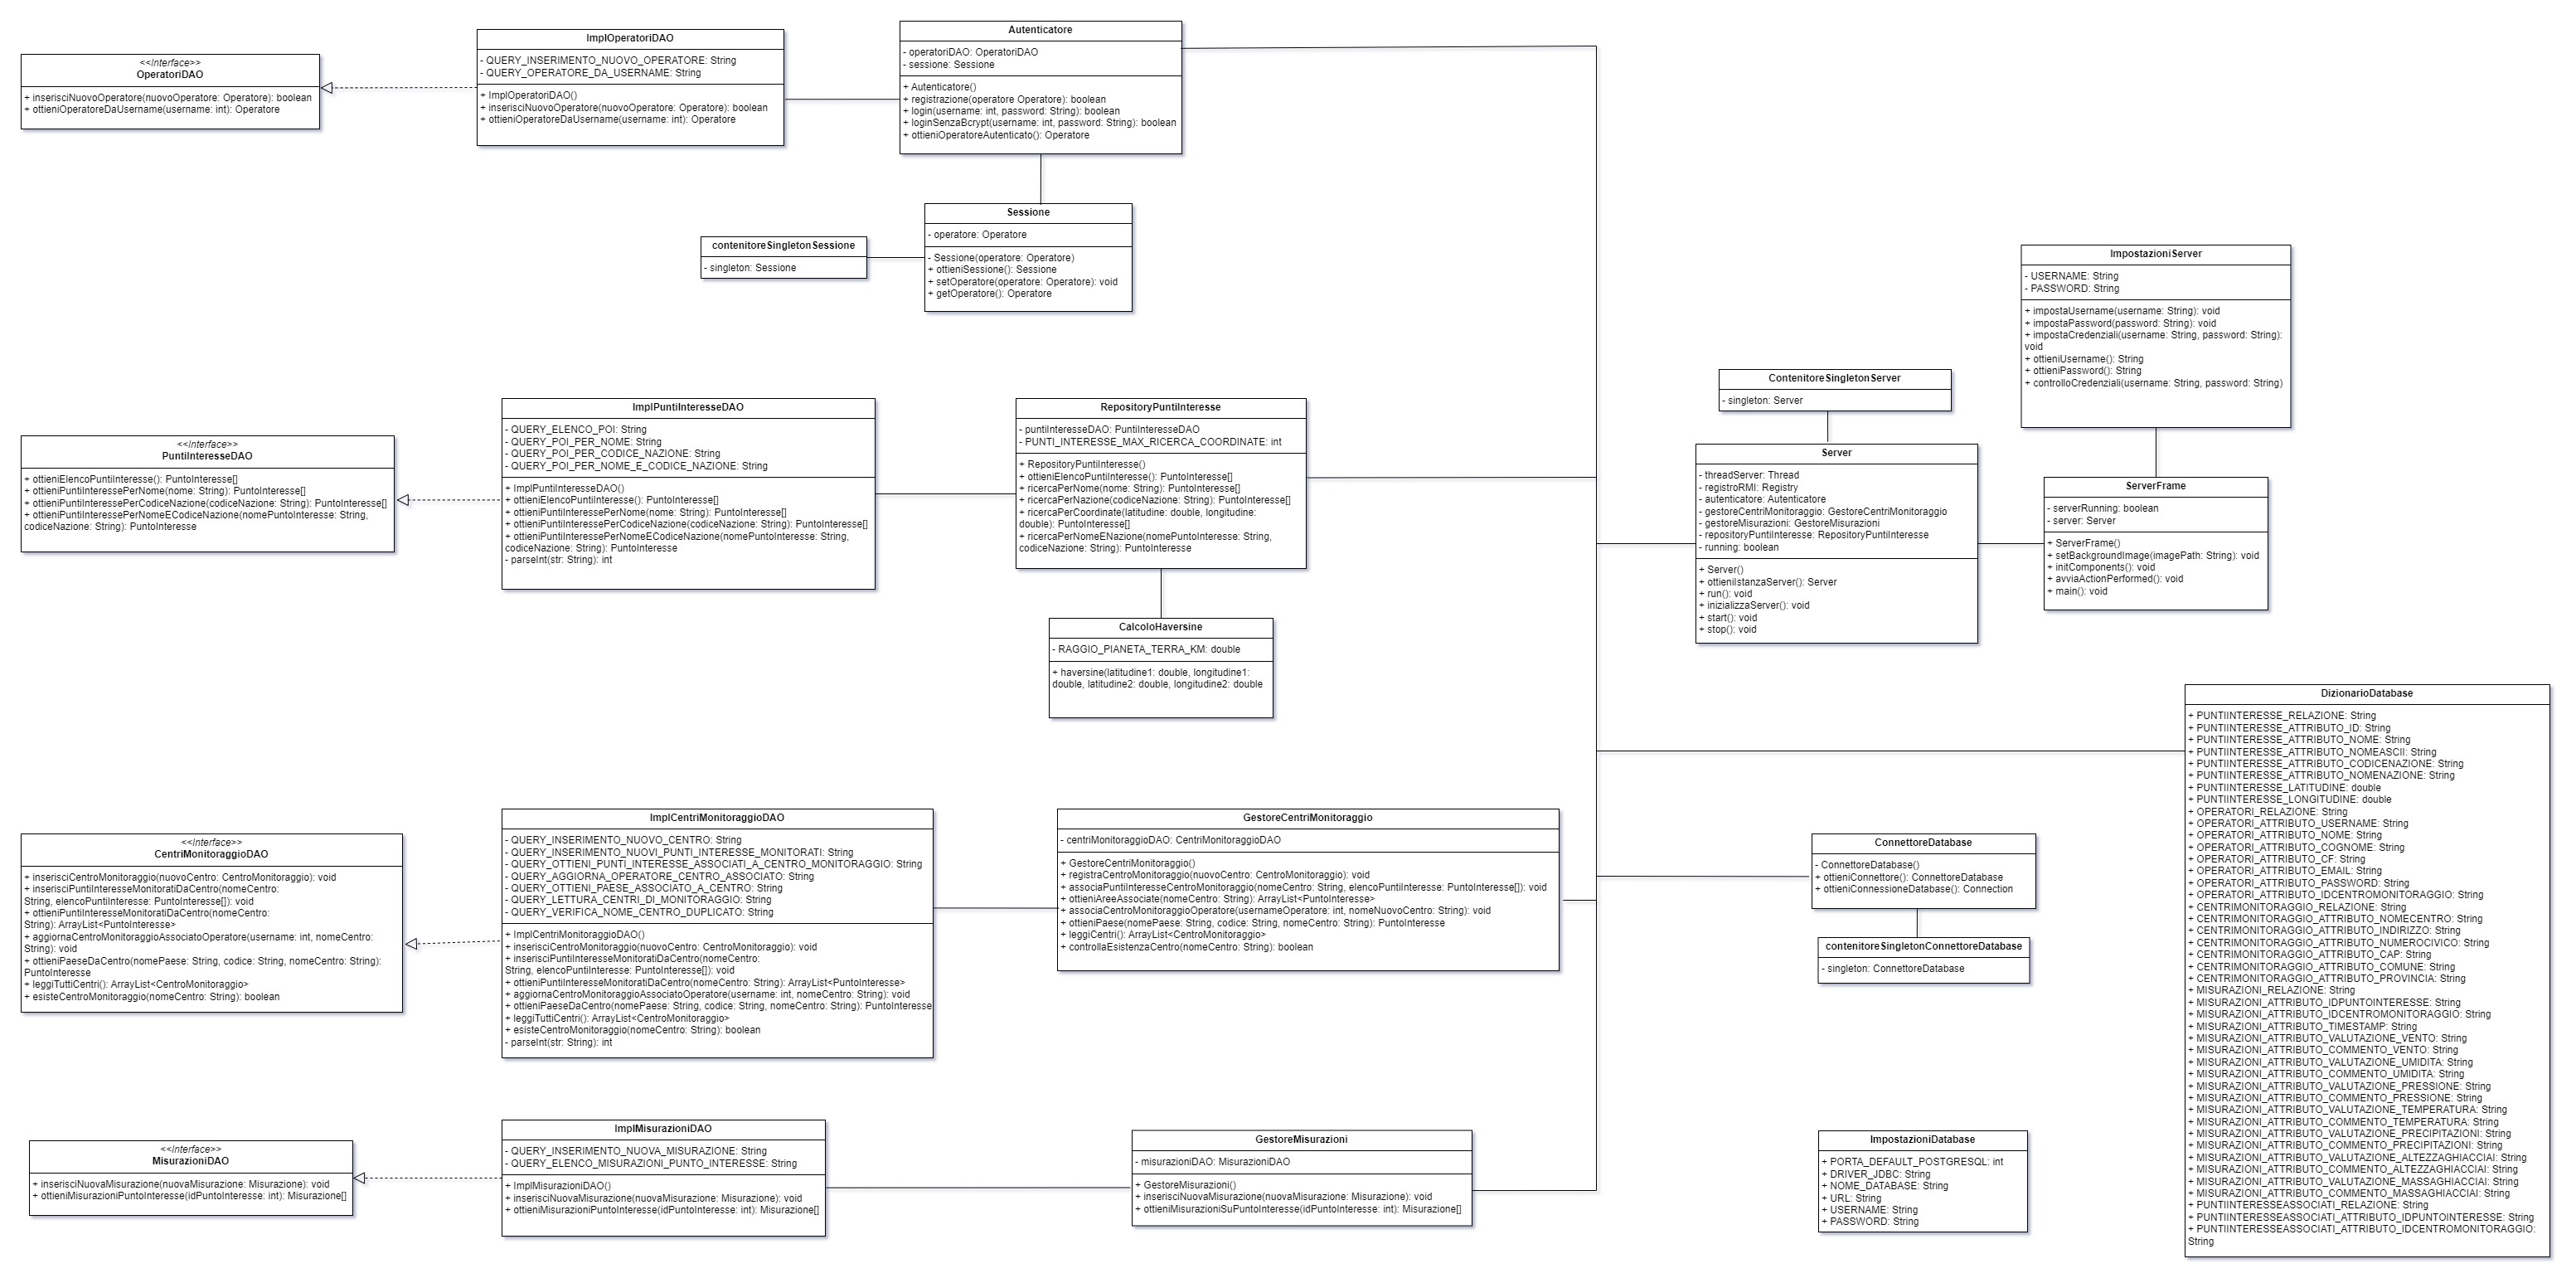 <<Interface>>
OperatoriDAO
+ inserisciNuovoOperatore(nuovoOperatore: Operatore): boolean
+ ottieniOperatoreDaUsername(username: int): Operatore
ImplOperatoriDAO
- QUERY_INSERIMENTO_NUOVO_OPERATORE: String
- QUERY_OPERATORE_DA_USERNAME: String
+ ImplOperatoriDAO()
+ inserisciNuovoOperatore(nuovoOperatore: Operatore): boolean
+ ottieniOperatoreDaUsername(username: int): Operatore
Autenticatore
- operatoriDAO: OperatoriDAO
- sessione: Sessione
+ Autenticatore()
+ registrazione(operatore Operatore): boolean
+ login(username: int, password: String): boolean
+ loginSenzaBcrypt(username: int, password: String): boolean
+ ottieniOperatoreAutenticato(): Operatore
contenitoreSingletonSessione
- singleton: Sessione
Sessione
- operatore: Operatore
- Sessione(operatore: Operatore)
+ ottieniSessione(): Sessione
+ setOperatore(operatore: Operatore): void
+ getOperatore(): Operatore
ImpostazioniServer
- USERNAME: String
- PASSWORD: String
+ impostaUsername(username: String): void
+ impostaPassword(password: String): void
+ impostaCredenziali(username: String, password: String):
void
+ ottieniUsername(): String
+ ottieniPassword(): String
+ controlloCredenziali(username: String, password: String)
ContenitoreSingletonServer
- singleton: Server
<<Interface>>
PuntiInteresseDAO
+ ottieniElencoPuntiInteresse(): PuntoInteresse[]
+ ottieniPuntiInteressePerNome(nome: String): PuntoInteresse[]
+ ottieniPuntiInteressePerCodiceNazione(codiceNazione: String): PuntoInteresse[]
+ ottieniPuntiInteressePerNomeECodiceNazione(nomePuntoInteresse: String,
codiceNazione: String): PuntoInteresse
ImplPuntiInteresseDAO
- QUERY_ELENCO_POI: String
- QUERY_POI_PER_NOME: String
- QUERY_POI_PER_CODICE_NAZIONE: String
- QUERY_POI_PER_NOME_E_CODICE_NAZIONE: String
+ ImplPuntiInteresseDAO()
+ ottieniElencoPuntiInteresse(): PuntoInteresse[]
+ ottieniPuntiInteressePerNome(nome: String): PuntoInteresse[]
+ ottieniPuntiInteressePerCodiceNazione(codiceNazione: String): PuntoInteresse[]
+ ottieniPuntiInteressePerNomeECodiceNazione(nomePuntoInteresse: String,
codiceNazione: String): PuntoInteresse
- parseInt(str: String): int
RepositoryPuntiInteresse
- puntiInteresseDAO: PuntiInteresseDAO
- PUNTI_INTERESSE_MAX_RICERCA_COORDINATE: int
+ RepositoryPuntiInteresse()
+ ottieniElencoPuntiInteresse(): PuntoInteresse[]
+ ricercaPerNome(nome: String): PuntoInteresse[]
+ ricercaPerNazione(codiceNazione: String): PuntoInteresse[]
+ ricercaPerCoordinate(latitudine: double, longitudine:
double): PuntoInteresse[]
+ ricercaPerNomeENazione(nomePuntoInteresse: String,
codiceNazione: String): PuntoInteresse
CalcoloHaversine
- RAGGIO_PIANETA_TERRA_KM: double
+ haversine(latitudine1: double, longitudine1:
double, latitudine2: double, longitudine2: double
Server
- threadServer: Thread
- registroRMI: Registry
- autenticatore: Autenticatore
- gestoreCentriMonitoraggio: GestoreCentriMonitoraggio
- gestoreMisurazioni: GestoreMisurazioni
- repositoryPuntiInteresse: RepositoryPuntiInteresse
- running: boolean
+ Server()
+ ottieniIstanzaServer(): Server
+ run(): void
+ inizializzaServer(): void
+ start(): void
+ stop(): void
ServerFrame
- serverRunning: boolean
- server: Server
+ ServerFrame()
+ setBackgroundImage(imagePath: String): void
+ initComponents(): void
+ avviaActionPerformed(): void
+ main(): void
<<Interface>>
CentriMonitoraggioDAO
+ inserisciCentroMonitoraggio(nuovoCentro: CentroMonitoraggio): void
+ inserisciPuntiInteresseMonitoratiDaCentro(nomeCentro:
String, elencoPuntiInteresse: PuntoInteresse[]): void
+ ottieniPuntiInteresseMonitoratiDaCentro(nomeCentro:
String): ArrayList<PuntoInteresse>
+ aggiornaCentroMonitoraggioAssociatoOperatore(username: int, nomeCentro:
String): void
+ ottieniPaeseDaCentro(nomePaese: String, codice: String, nomeCentro: String):
PuntoInteresse
+ leggiTuttiCentri(): ArrayList<CentroMonitoraggio>
+ esisteCentroMonitoraggio(nomeCentro: String): boolean
ImplCentriMonitoraggioDAO
- QUERY_INSERIMENTO_NUOVO_CENTRO: String
- QUERY_INSERIMENTO_NUOVI_PUNTI_INTERESSE_MONITORATI: String
- QUERY_OTTIENI_PUNTI_INTERESSE_ASSOCIATI_A_CENTRO_MONITORAGGIO: String
- QUERY_AGGIORNA_OPERATORE_CENTRO_ASSOCIATO: String
- QUERY_OTTIENI_PAESE_ASSOCIATO_A_CENTRO: String
- QUERY_LETTURA_CENTRI_DI_MONITORAGGIO: String
- QUERY_VERIFICA_NOME_CENTRO_DUPLICATO: String
+ ImplCentriMonitoraggioDAO()
+ inserisciCentroMonitoraggio(nuovoCentro: CentroMonitoraggio): void
+ inserisciPuntiInteresseMonitoratiDaCentro(nomeCentro:
String, elencoPuntiInteresse: PuntoInteresse[]): void
+ ottieniPuntiInteresseMonitoratiDaCentro(nomeCentro: String): ArrayList<PuntoInteresse>
+ aggiornaCentroMonitoraggioAssociatoOperatore(username: int, nomeCentro: String): void
+ ottieniPaeseDaCentro(nomePaese: String, codice: String, nomeCentro: String): PuntoInteresse
+ leggiTuttiCentri(): ArrayList<CentroMonitoraggio>
+ esisteCentroMonitoraggio(nomeCentro: String): boolean
- parseInt(str: String): int
GestoreCentriMonitoraggio
- centriMonitoraggioDAO: CentriMonitoraggioDAO
+ GestoreCentriMonitoraggio()
+ registraCentroMonitoraggio(nuovoCentro: CentroMonitoraggio): void
+ associaPuntiInteresseCentroMonitoraggio(nomeCentro: String, elencoPuntiInteresse: PuntoInteresse[]): void
+ ottieniAreeAssociate(nomeCentro: String): ArrayList<PuntoInteresse>
+ associaCentroMonitoraggioOperatore(usernameOperatore: int, nomeNuovoCentro: String): void
+ ottieniPaese(nomePaese: String, codice: String, nomeCentro: String): PuntoInteresse
+ leggiCentri(): ArrayList<CentroMonitoraggio>
+ controllaEsistenzaCentro(nomeCentro: String): boolean
ConnettoreDatabase
- ConnettoreDatabase()
+ ottieniConnettore(): ConnettoreDatabase
+ ottieniConnessioneDatabase(): Connection
contenitoreSingletonConnettoreDatabase
- singleton: ConnettoreDatabase
DizionarioDatabase
+ PUNTIINTERESSE_RELAZIONE: String
+ PUNTIINTERESSE_ATTRIBUTO_ID: String
+ PUNTIINTERESSE_ATTRIBUTO_NOME: String
+ PUNTIINTERESSE_ATTRIBUTO_NOMEASCII: String
+ PUNTIINTERESSE_ATTRIBUTO_CODICENAZIONE: String
+ PUNTIINTERESSE_ATTRIBUTO_NOMENAZIONE: String
+ PUNTIINTERESSE_LATITUDINE: double
+ PUNTIINTERESSE_LONGITUDINE: double
+ OPERATORI_RELAZIONE: String
+ OPERATORI_ATTRIBUTO_USERNAME: String
+ OPERATORI_ATTRIBUTO_NOME: String
+ OPERATORI_ATTRIBUTO_COGNOME: String
+ OPERATORI_ATTRIBUTO_CF: String
+ OPERATORI_ATTRIBUTO_EMAIL: String
+ OPERATORI_ATTRIBUTO_PASSWORD: String
+ OPERATORI_ATTRIBUTO_IDCENTROMONITORAGGIO: String
+ CENTRIMONITORAGGIO_RELAZIONE: String
+ CENTRIMONITORAGGIO_ATTRIBUTO_NOMECENTRO: String
+ CENTRIMONITORAGGIO_ATTRIBUTO_INDIRIZZO: String
+ CENTRIMONITORAGGIO_ATTRIBUTO_NUMEROCIVICO: String
+ CENTRIMONITORAGGIO_ATTRIBUTO_CAP: String
+ CENTRIMONITORAGGIO_ATTRIBUTO_COMUNE: String
+ CENTRIMONITORAGGIO_ATTRIBUTO_PROVINCIA: String
+ MISURAZIONI_RELAZIONE: String
+ MISURAZIONI_ATTRIBUTO_IDPUNTOINTERESSE: String
+ MISURAZIONI_ATTRIBUTO_IDCENTROMONITORAGGIO: String
+ MISURAZIONI_ATTRIBUTO_TIMESTAMP: String
+ MISURAZIONI_ATTRIBUTO_VALUTAZIONE_VENTO: String
+ MISURAZIONI_ATTRIBUTO_COMMENTO_VENTO: String
+ MISURAZIONI_ATTRIBUTO_VALUTAZIONE_UMIDITA: String
+ MISURAZIONI_ATTRIBUTO_COMMENTO_UMIDITA: String
+ MISURAZIONI_ATTRIBUTO_VALUTAZIONE_PRESSIONE: String
+ MISURAZIONI_ATTRIBUTO_COMMENTO_PRESSIONE: String
+ MISURAZIONI_ATTRIBUTO_VALUTAZIONE_TEMPERATURA: String
+ MISURAZIONI_ATTRIBUTO_COMMENTO_TEMPERATURA: String
+ MISURAZIONI_ATTRIBUTO_VALUTAZIONE_PRECIPITAZIONI: String
+ MISURAZIONI_ATTRIBUTO_COMMENTO_PRECIPITAZIONI: String
+ MISURAZIONI_ATTRIBUTO_VALUTAZIONE_ALTEZZAGHIACCIAI: String
+ MISURAZIONI_ATTRIBUTO_COMMENTO_ALTEZZAGHIACCIAI: String
+ MISURAZIONI_ATTRIBUTO_VALUTAZIONE_MASSAGHIACCIAI: String
+ MISURAZIONI_ATTRIBUTO_COMMENTO_MASSAGHIACCIAI: String
+ PUNTIINTERESSEASSOCIATI_RELAZIONE: String
+ PUNTIINTERESSEASSOCIATI_ATTRIBUTO_IDPUNTOINTERESSE: String
+ PUNTIINTERESSEASSOCIATI_ATTRIBUTO_IDCENTROMONITORAGGIO:
String
<<Interface>>
MisurazioniDAO
+ inserisciNuovaMisurazione(nuovaMisurazione: Misurazione): void
+ ottieniMisurazioniPuntoInteresse(idPuntoInteresse: int): Misurazione[]
ImplMisurazioniDAO
- QUERY_INSERIMENTO_NUOVA_MISURAZIONE: String
- QUERY_ELENCO_MISURAZIONI_PUNTO_INTERESSE: String
+ ImplMisurazioniDAO()
+ inserisciNuovaMisurazione(nuovaMisurazione: Misurazione): void
+ ottieniMisurazioniPuntoInteresse(idPuntoInteresse: int): Misurazione[]
GestoreMisurazioni
- misurazioniDAO: MisurazioniDAO
+ GestoreMisurazioni()
+ inserisciNuovaMisurazione(nuovaMisurazione: Misurazione): void
+ ottieniMisurazioniSuPuntoInteresse(idPuntoInteresse: int): Misurazione[]
ImpostazioniDatabase
+ PORTA_DEFAULT_POSTGRESQL: int
+ DRIVER_JDBC: String
+ NOME_DATABASE: String
+ URL: String
+ USERNAME: String
+ PASSWORD: String